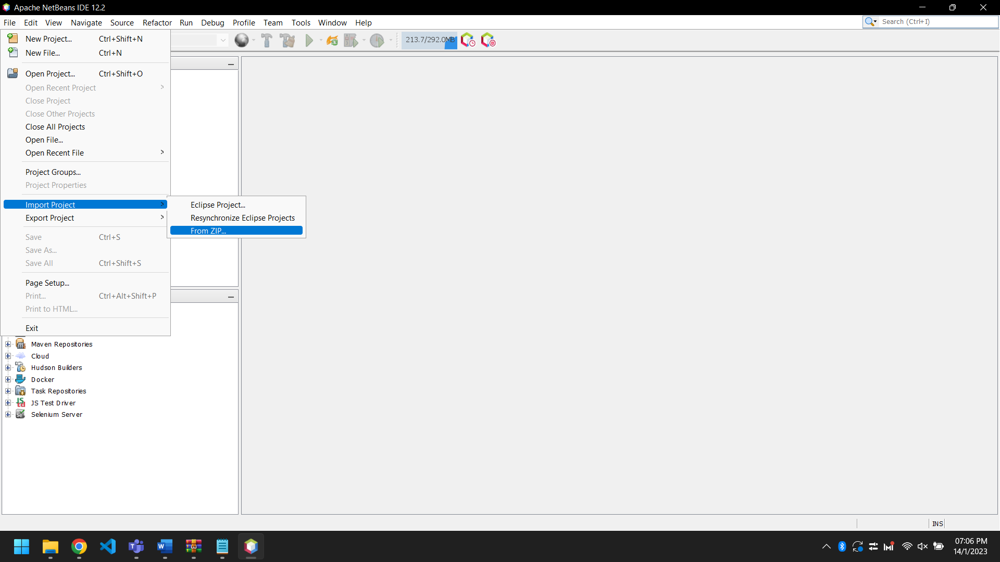 Apache NetBeans IDE 12.2
File Edit View Navigate Source Refactor Run Debug Profile Team Tools Window Help
Search (Ctrl+I)
213.7/292.0MB
New Project... Ctrl+Shift+N
New File... Ctrl+N
Open Project... Ctrl+Shift+O
Open Recent Project
Close Project
Close Other Projects
Close All Projects
Open File...
Open Recent File
Project Groups...
Project Properties
Import Project
Export Project
Eclipse Project...
Resynchronize Eclipse Projects
From ZIP...
Save Ctrl+S
Save As...
Save All Ctrl+Shift+S
Page Setup...
Print... Ctrl+Alt+Shift+P
Print to HTML...
Exit
Maven Repositories
Cloud
Hudson Builders
Docker
Task Repositories
JS Test Driver
Selenium Server
INS
07:06 PM
14/1/2023